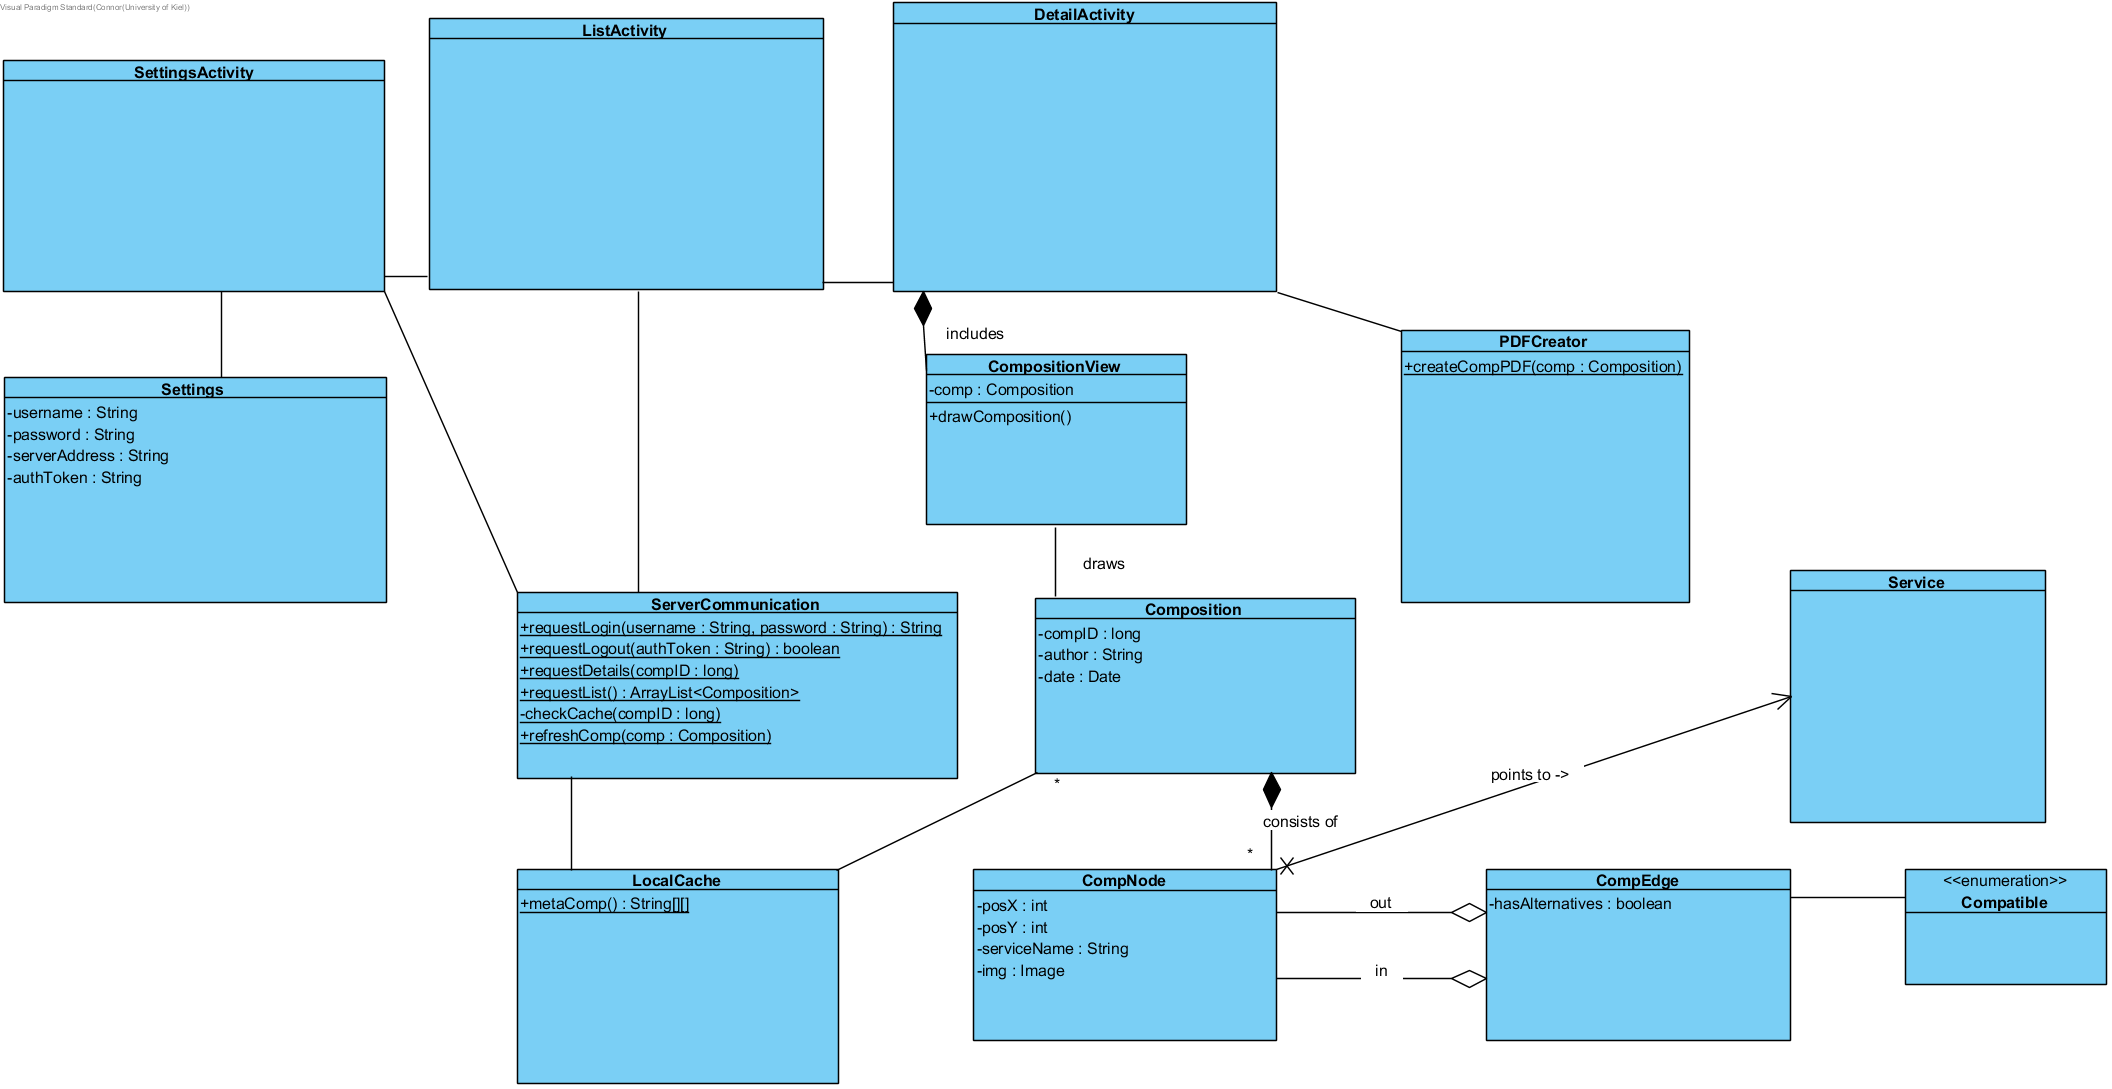 Visual Paradigm Standard(Connor(University of Kiel))
SettingsActivity
ListActivity
DetailActivity
includes
Settings
-username : String
-password : String
-serverAddress : String
-authToken : String
CompositionView
-comp : Composition
+drawComposition()
PDFCreator
+createCompPDF(comp : Composition)
draws
ServerCommunication
+requestLogin(username : String, password : String) : String
+requestLogout(authToken : String) : boolean
+requestDetails(compID : long)
+requestList() : ArrayList<Composition>
-checkCache(compID : long)
+refreshComp(comp : Composition)
Composition
-compID : long
-author : String
-date : Date
Service
*
points to ->
consists of
*
LocalCache
+metaComp() : String[][]
CompNode
-posX : int
-posY : int
-serviceName : String
-img : Image
out
in
CompEdge
-hasAlternatives : boolean
<<enumeration>>
Compatible